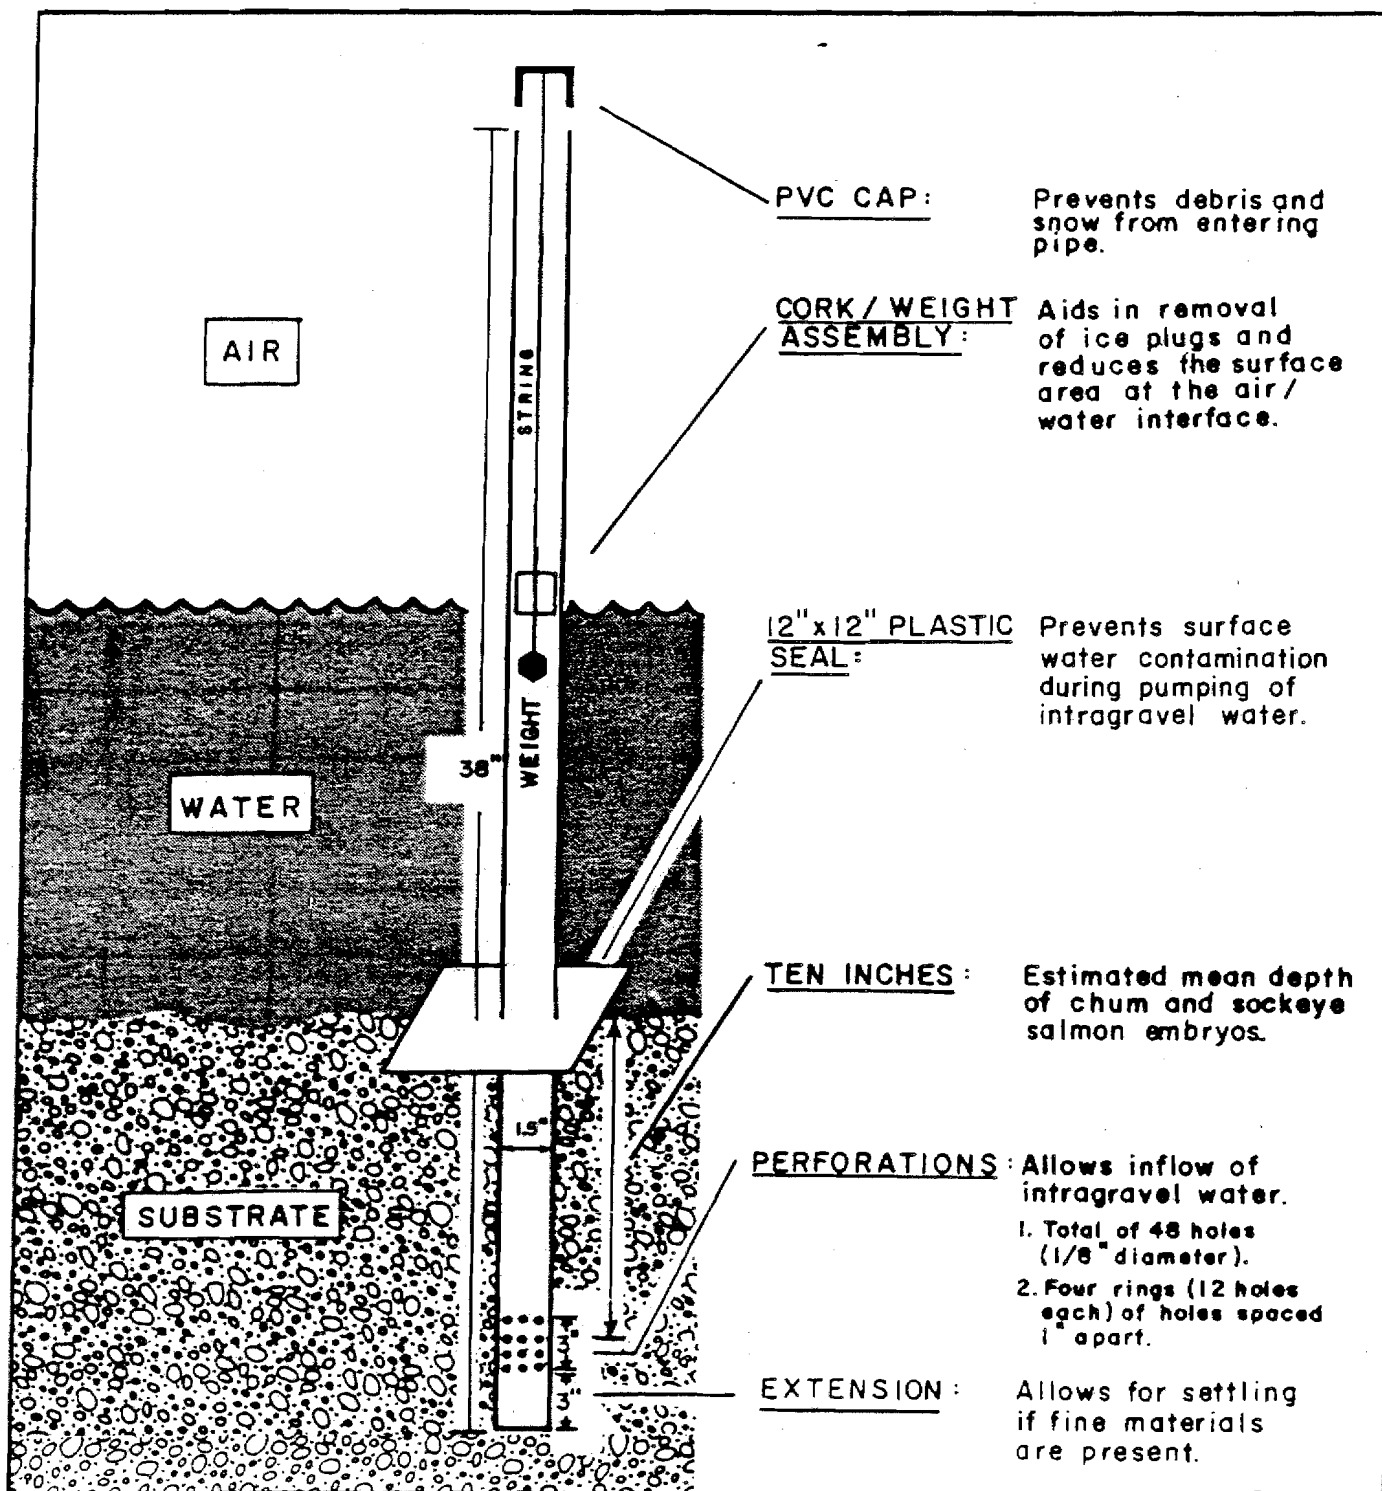 PVC CAP:
Prevents debris and
snow from entering
pipe.
AIR
STRING
CORK / WEIGHT
ASSEMBLY:
Aids in removal
of ice plugs and
reduces the surface
area at the air/
water interface.
12" x 12" PLASTIC
SEAL:
Prevents surface
water contamination
during pumping of
intragravel water.
WEIGHT
38"
WATER
TEN INCHES:
Estimated mean depth
of chum and sockeye
salmon embryos.
1.5"
PERFORATIONS:
Allows inflow of
intragravel water.
1. Total of 48 holes
(1/8" diameter).
2. Four rings (12 holes
each) of holes spaced
1" apart.
SUBSTRATE
3"
3"
EXTENSION:
Allows for settling
if fine materials
are present.